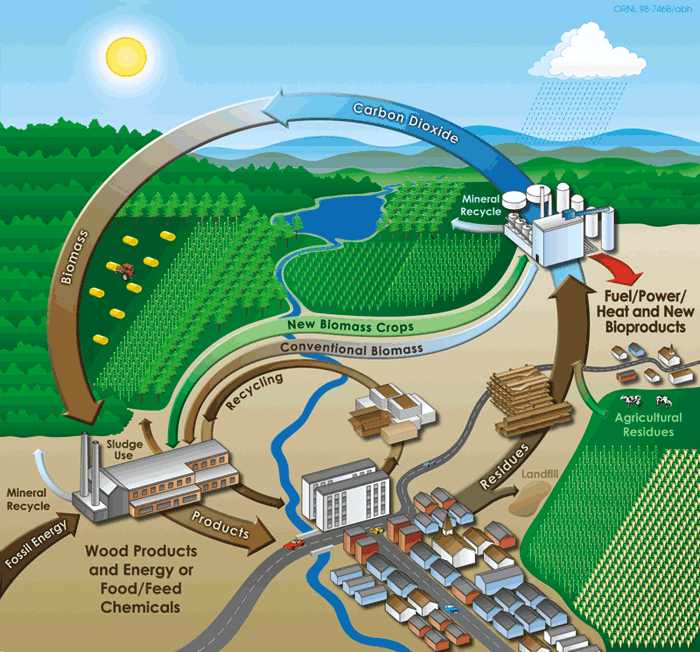 ORNL 98-746B/abh
Carbon Dioxide
Biomass
Mineral
Recycle
Fuel/Power/
Heat and New
Bioproducts
New Biomass Crops
Conventional Biomass
Recycling
Agricultural
Residues
Sludge
Use
Residues
Landfill
Mineral
Recycle
Products
Fossil Energy
Wood Products
and Energy or
Food/Feed
Chemicals